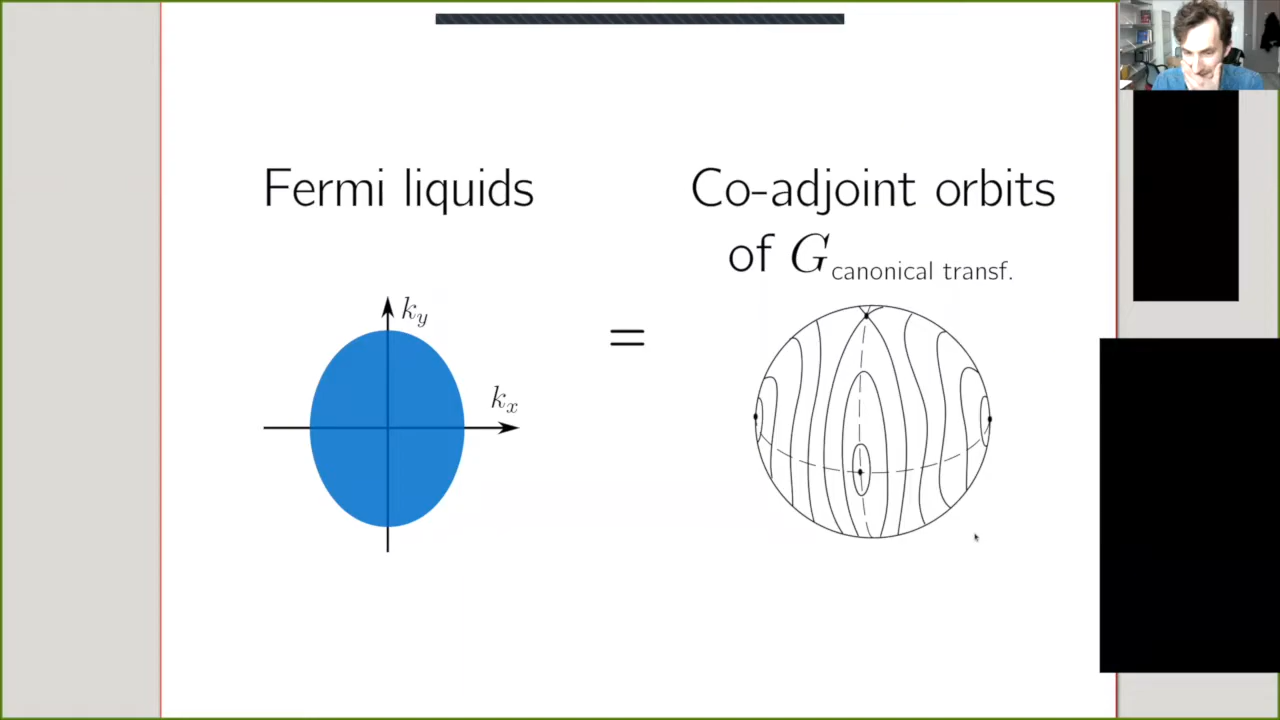 Fermi liquids
Co-adjoint orbits
of G canonical transf.
k_y
=
k_x